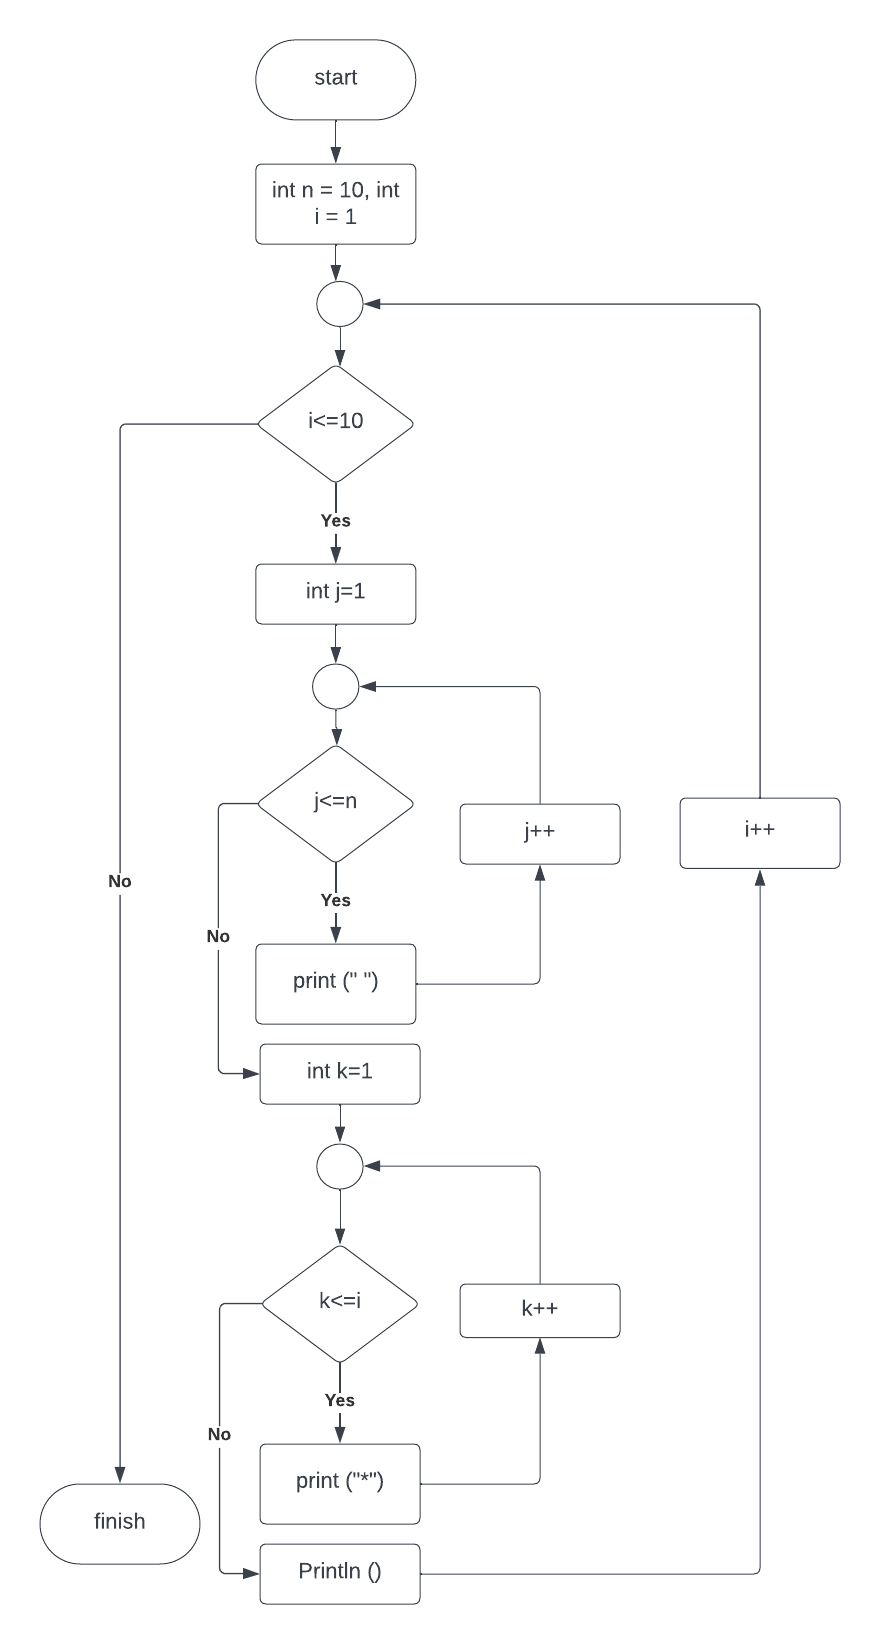 start
int n = 10, int
i = 1
i<=10
Yes
int j=1
j<=n
j++
i++
No
Yes
No
print (" ")
int k=1
k<=i
k++
Yes
No
print ("*")
finish
Println ()